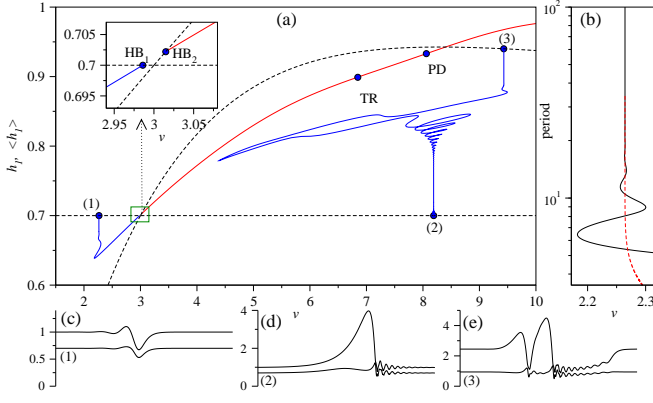 (a)
(b)
0.705
0.7
0.695
HB1
HB2
2.95
3
3.05
v
h1, <h1>
1
0.9
0.8
0.7
0.6
(1)
(2)
(3)
TR
PD
2
3
4
5
6
7
8
9
10
v
period
10^1
2.2
2.3
v
(c)
1
0.5
0
(1)
(d)
4
2
0
(2)
(e)
4
2
0
(3)